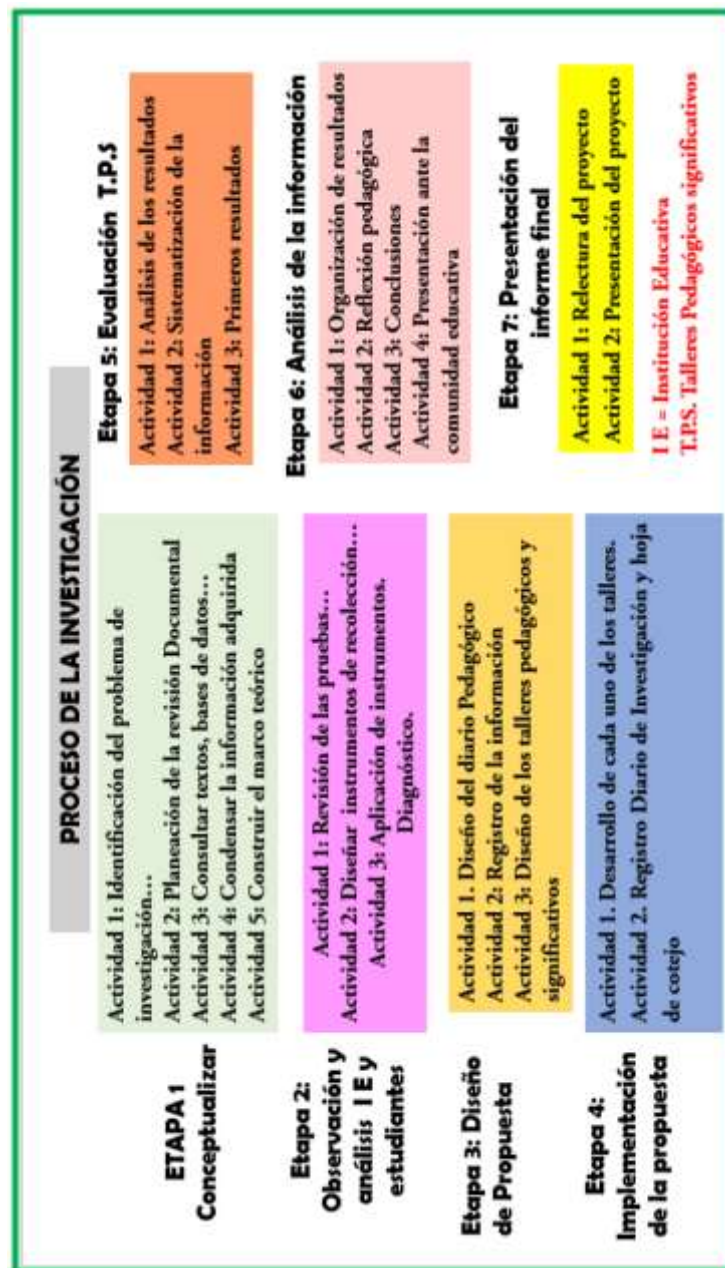 PROCESO DE LA INVESTIGACIÓN
ETAPA 1
Conceptualizar
Actividad 1: Identificación del problema de
investigación…
Actividad 2: Planeación de la revisión Documental
Actividad 3: Consultar textos, bases de datos…
Actividad 4: Condensar la información adquirida
Actividad 5: Construir el marco teórico
Etapa 2:
Observación y
análisis I E y
estudiantes
Actividad 1: Revisión de las pruebas…
Actividad 2: Diseñar instrumentos de recolección…
Actividad 3: Aplicación de instrumentos.
Diagnóstico.
Etapa 3: Diseño
de Propuesta
Actividad 1. Diseño del diario Pedagógico
Actividad 2: Registro de la información
Actividad 3: Diseño de los talleres pedagógicos y
significativos
Etapa 4:
Implementación
de la propuesta
Actividad 1. Desarrollo de cada uno de los talleres.
Actividad 2. Registro Diario de Investigación y hoja
de cotejo
Etapa 5: Evaluación T.P.S
Actividad 1: Análisis de los resultados
Actividad 2: Sistematización de la
información
Actividad 3: Primeros resultados
Etapa 6: Análisis de la información
Actividad 1: Organización de resultados
Actividad 2: Reflexión pedagógica
Actividad 3: Conclusiones
Actividad 4: Presentación ante la
comunidad educativa
Etapa 7: Presentación del
informe final
Actividad 1: Relectura del proyecto
Actividad 2: Presentación del proyecto
I E = Institución Educativa
T.P.S. Talleres Pedagógicos significativos